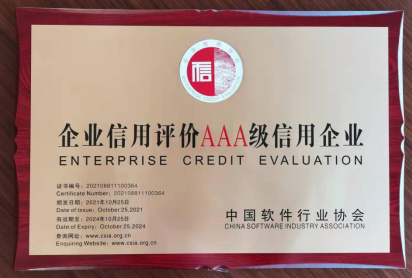 信
企业信用评价AAA级信用企业
ENTERPRISE CREDIT EVALUATION
证书编号: 202108811100364
Certificate Number: 202108811100364
颁发日期: 2021年10月25日
Date of Issue: October 25,2021
有效期至: 2024年10月25日
Date of Expiry: October 25,2024
查询网址: www.csia.org.cn
Enquiring Website: www.csia.org.cn
中国软件行业协会
CHINA SOFTWARE INDUSTRY ASSOCIATION